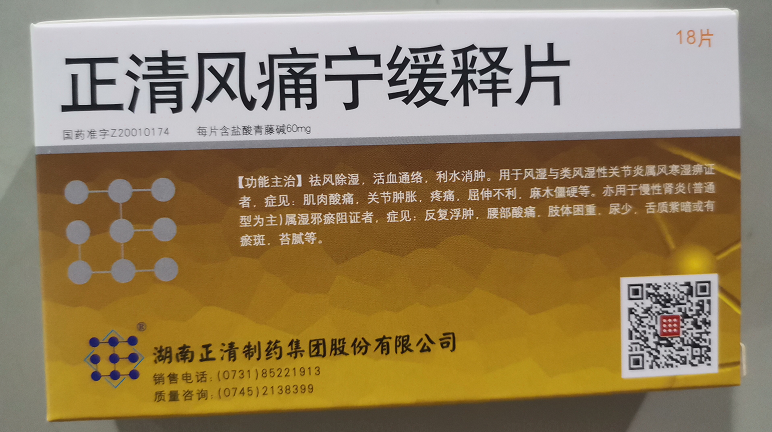 18片
正清风痛宁缓释片
国药准字Z20010174 每片含盐酸青藤碱60mg
【功能主治】祛风除湿，活血通络，利水消肿。用于风湿与类风湿性关节炎属风寒湿痹证
者，症见：肌肉酸痛，关节肿胀，疼痛，屈伸不利，麻木僵硬等。亦用于慢性肾炎(普通
型为主)属湿邪瘀阻证者，症见：反复浮肿，腰部酸痛，肢体困重，尿少，舌质紫暗或有
瘀斑，苔腻等。
湖南正清制药集团股份有限公司
销售电话:(0731)85221913
质量咨询:(0745)2138399